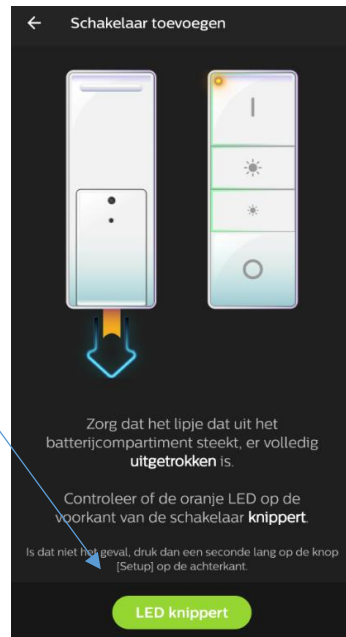 Schakelaar toevoegen
Zorg dat het lipje dat uit het
batterijcompartiment steekt, er volledig
uitgetrokken is.
Controleer of de oranje LED op de
voorkant van de schakelaar knippert.
Is dat niet het geval, druk dan een seconde lang op de knop
[Setup] op de achterkant.
LED knippert